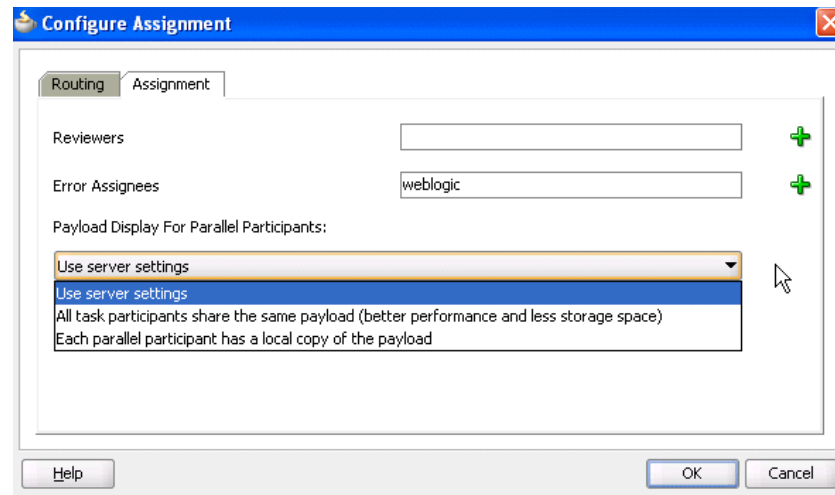 Configure Assignment
Routing
Assignment
Reviewers
Error Assignees
weblogic
Payload Display For Parallel Participants:
Use server settings
Use server settings
All task participants share the same payload (better performance and less storage space)
Each parallel participant has a local copy of the payload
Help
OK
Cancel